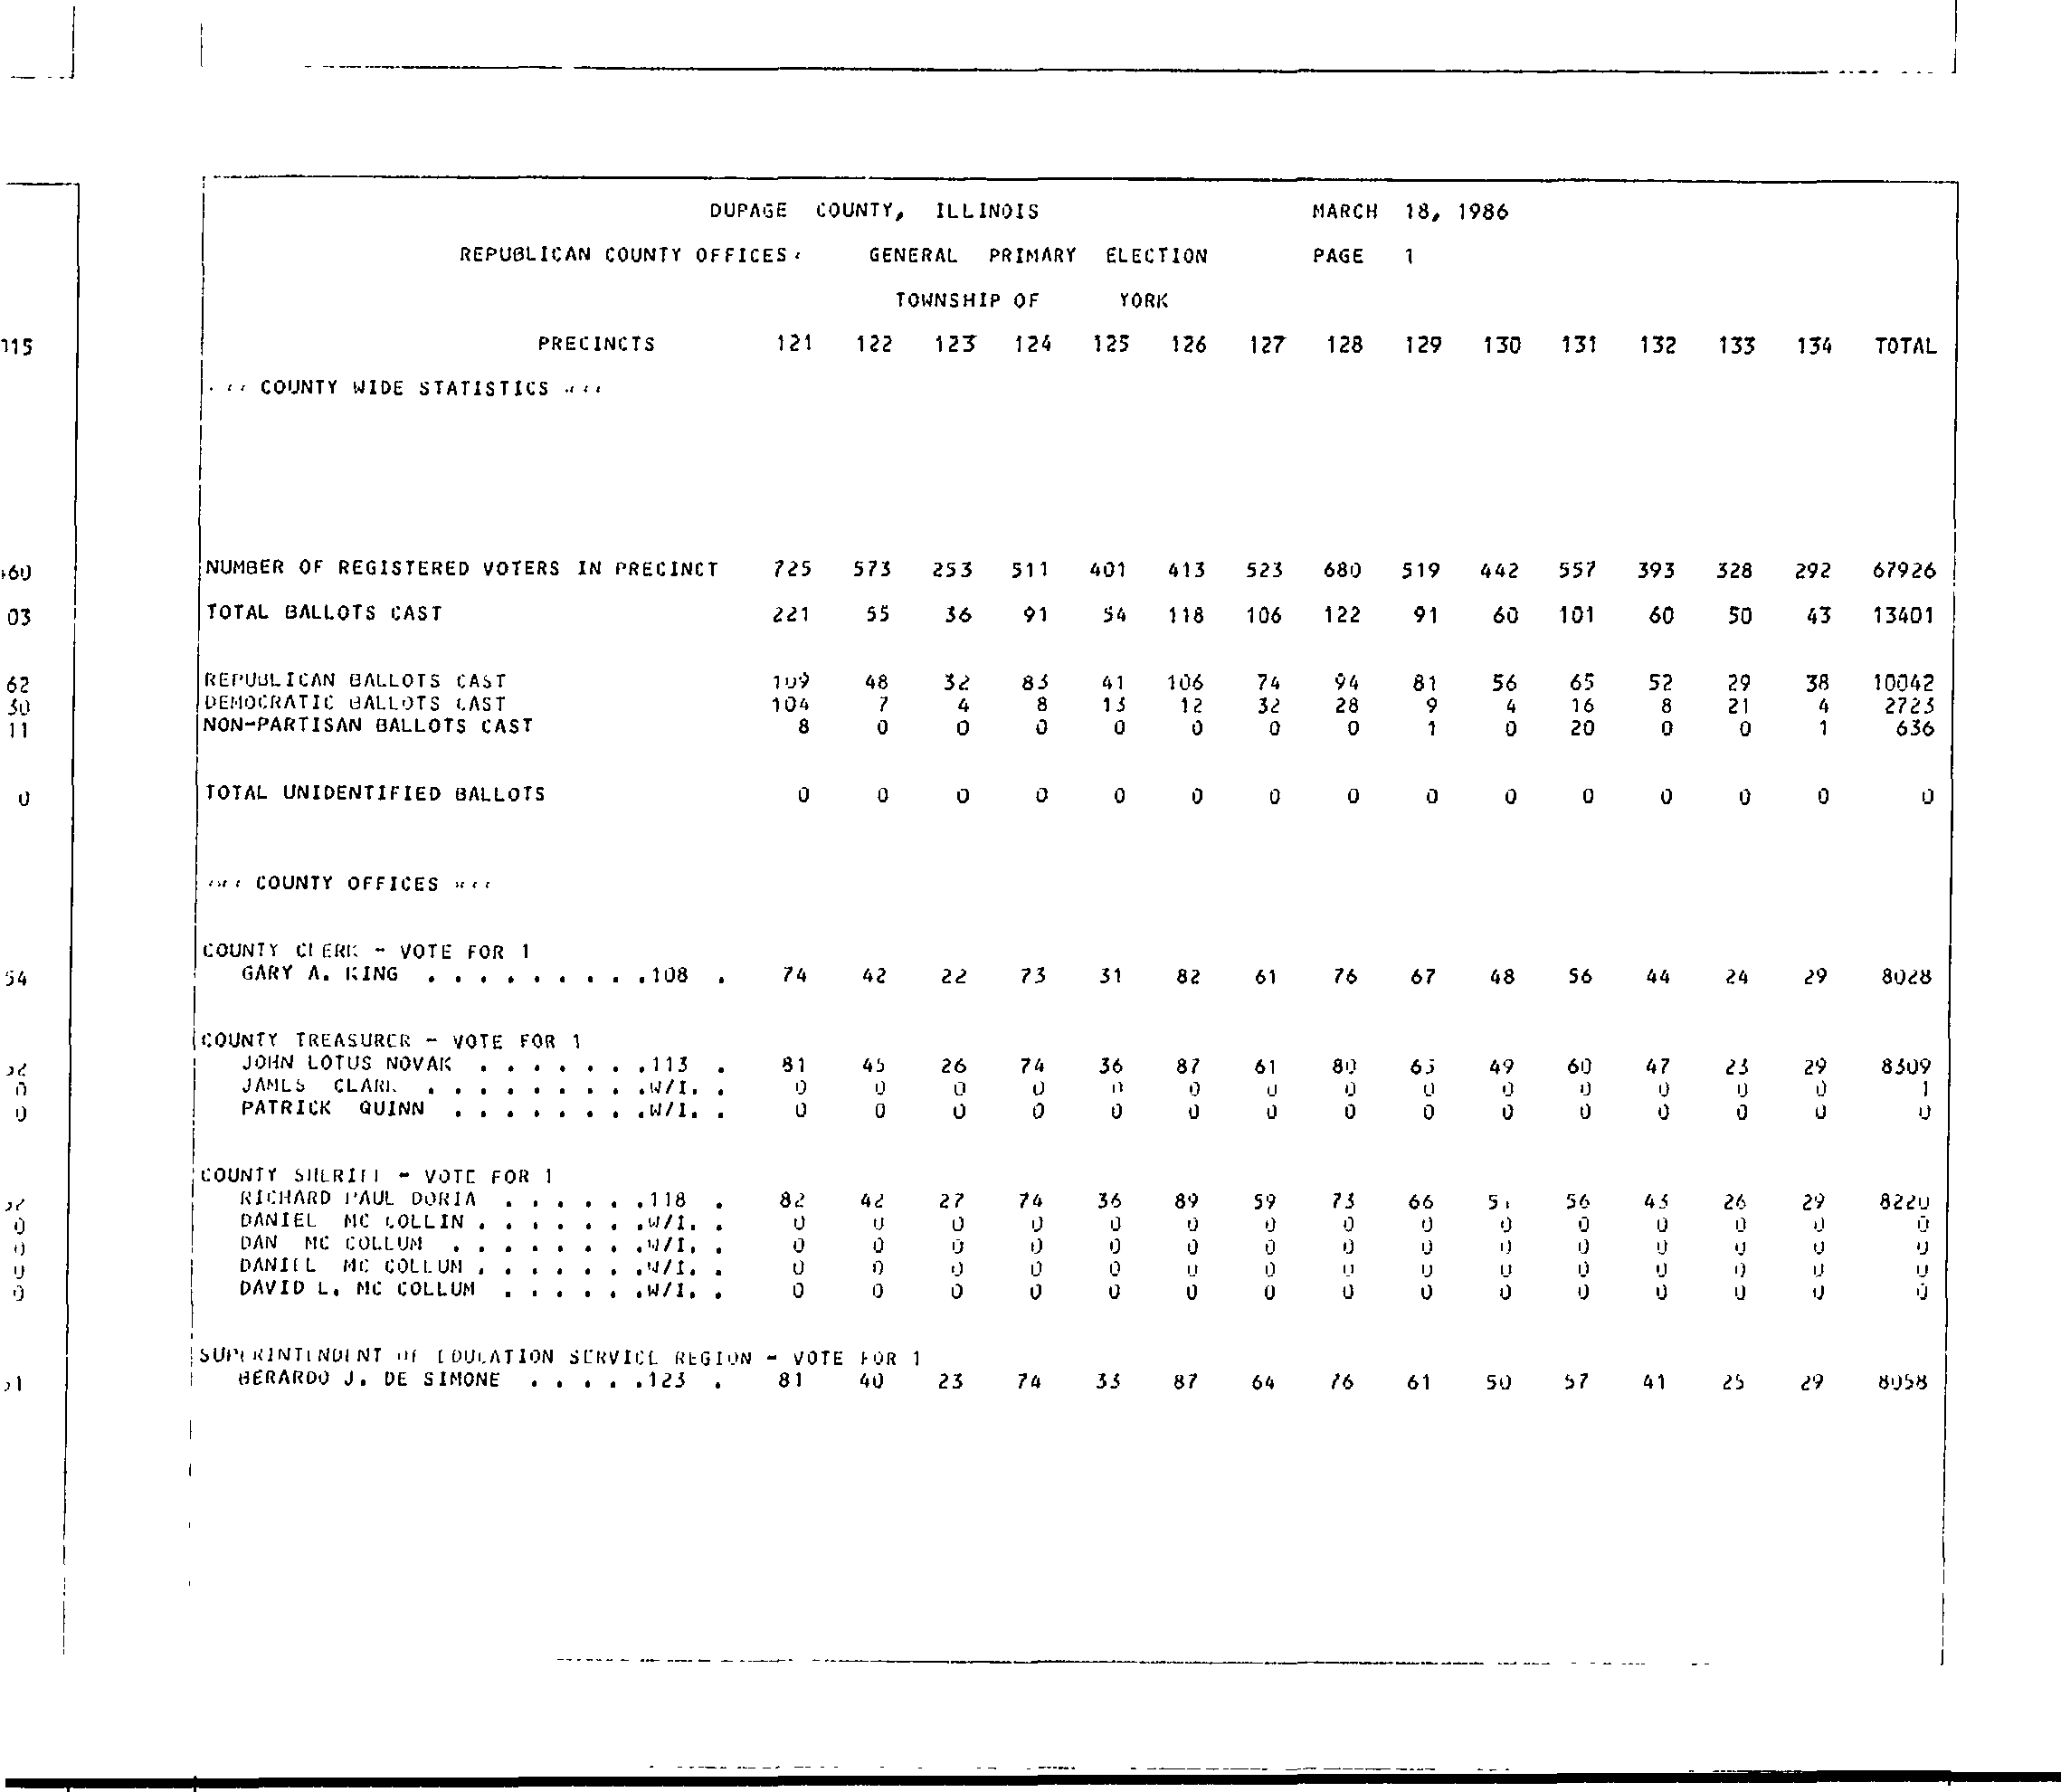 DUPAGE COUNTY, ILLINOIS MARCH 18, 1986
REPUBLICAN COUNTY OFFICES GENERAL PRIMARY ELECTION PAGE 1
TOWNSHIP OF YORK
115
PRECINCTS 121 122 123 124 125 126 127 128 129 130 131 132 133 134 TOTAL
COUNTY WIDE STATISTICS
60
NUMBER OF REGISTERED VOTERS IN PRECINCT 725 573 253 511 401 413 523 680 519 442 557 393 328 292 67926
03
TOTAL BALLOTS CAST 221 55 36 91 54 118 106 122 91 60 101 60 50 43 13401
62
REPUBLICAN BALLOTS CAST 109 48 32 83 41 106 74 94 81 56 65 52 29 38 10042
30
DEMOCRATIC BALLOTS CAST 104 7 4 8 13 12 32 28 9 4 16 8 21 4 2723
11
NON-PARTISAN BALLOTS CAST 8 0 0 0 0 0 0 0 1 0 20 0 0 1 636
0
TOTAL UNIDENTIFIED BALLOTS 0 0 0 0 0 0 0 0 0 0 0 0 0 0 0
COUNTY OFFICES
COUNTY CLERK - VOTE FOR 1
54
GARY A. KING . . . . . . . . .108 . 74 42 22 73 31 82 61 76 67 48 56 44 24 29 8028
COUNTY TREASURER - VOTE FOR 1
JOHN LOTUS NOVAK . . . . . . .113 . 81 45 26 74 36 87 61 80 65 49 60 47 23 29 8309
0
JAMES CLARK . . . . . . . . .W/I. . 0 0 0 0 0 0 0 0 0 0 0 0 0 0 1
0
PATRICK QUINN . . . . . . . .W/I. . 0 0 0 0 0 0 0 0 0 0 0 0 0 0 0
COUNTY SHERIFF - VOTE FOR 1
RICHARD PAUL DORIA . . . . . .118 . 82 42 27 74 36 89 59 73 66 56 43 26 29 8220
0
DANIEL MC COLLIN . . . . . . .W/I. . 0 0 0 0 0 0 0 0 0 0 0 0 0 0 0
0
DAN MC COLLUM . . . . . . . .W/I. . 0 0 0 0 0 0 0 0 0 0 0 0 0 0 0
0
DANIEL MC COLLUM . . . . . . .W/I. . 0 0 0 0 0 0 0 0 0 0 0 0 0 0 0
0
DAVID L. MC COLLUM . . . . . .W/I. . 0 0 0 0 0 0 0 0 0 0 0 0 0 0 0
SUPERINTENDENT OF EDUCATION SERVICE REGION - VOTE FOR 1
BERARDO J. DE SIMONE . . . . .123 . 81 40 23 74 33 87 64 76 61 50 57 41 25 29 8058